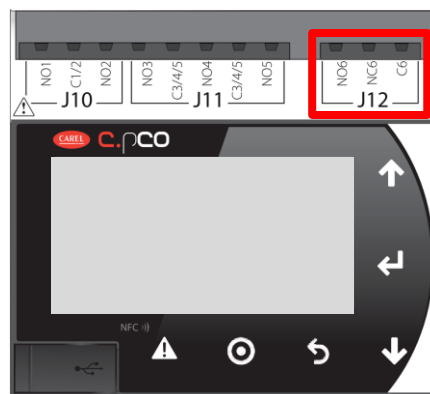 NO1 C1/2 NO2 NO3 C3/4/5 NO4 C3/4/5 NO5 NO6 NC6 C6
J10 J11 J12
CAREL c.pCO
NFC